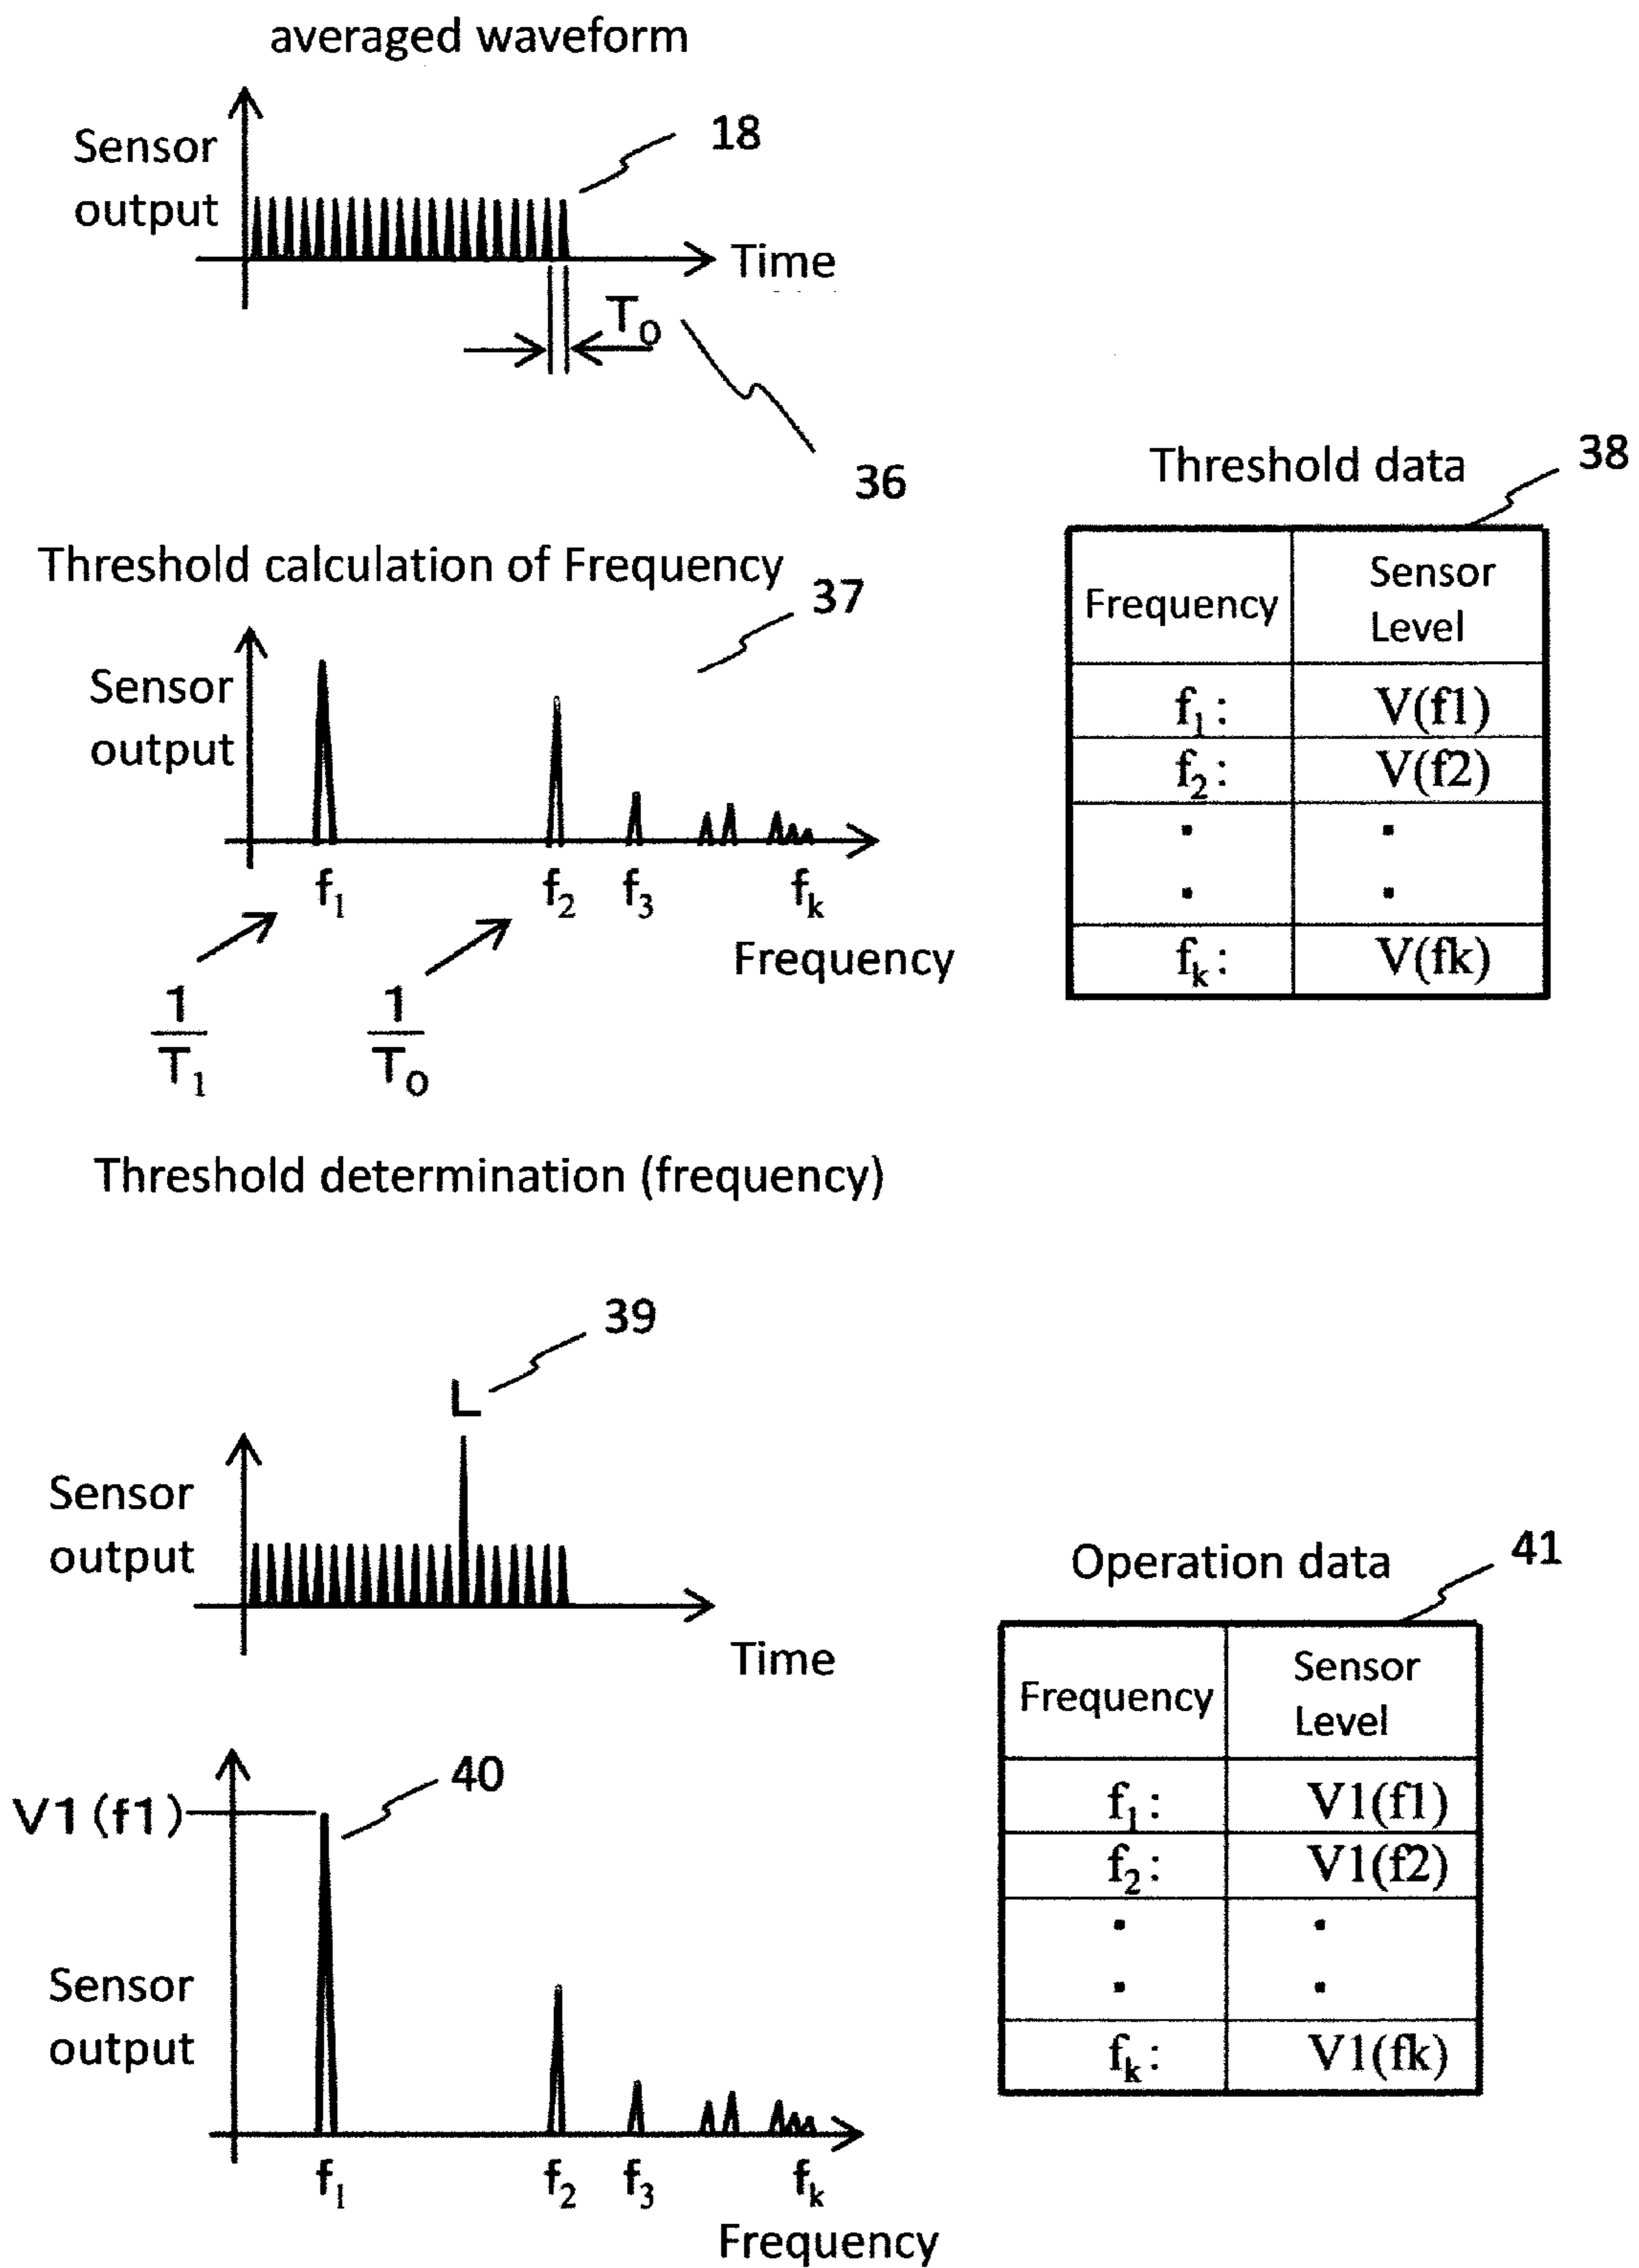 averaged waveform
Sensor
output
18
Time
T₀
36
Threshold calculation of Frequency
37
Sensor
output
f₁
f₂
f₃
fₖ
Frequency
1
T₁
1
T₀
Threshold data
38
Frequency
Sensor
Level
f₁:
V(f1)
f₂:
V(f2)
.
.
.
.
fₖ:
V(fk)
Threshold determination (frequency)
39
L
Sensor
output
Time
40
V1(f1)
Sensor
output
f₁
f₂
f₃
fₖ
Frequency
Operation data
41
Frequency
Sensor
Level
f₁:
V1(f1)
f₂:
V1(f2)
.
.
.
.
fₖ:
V1(fk)